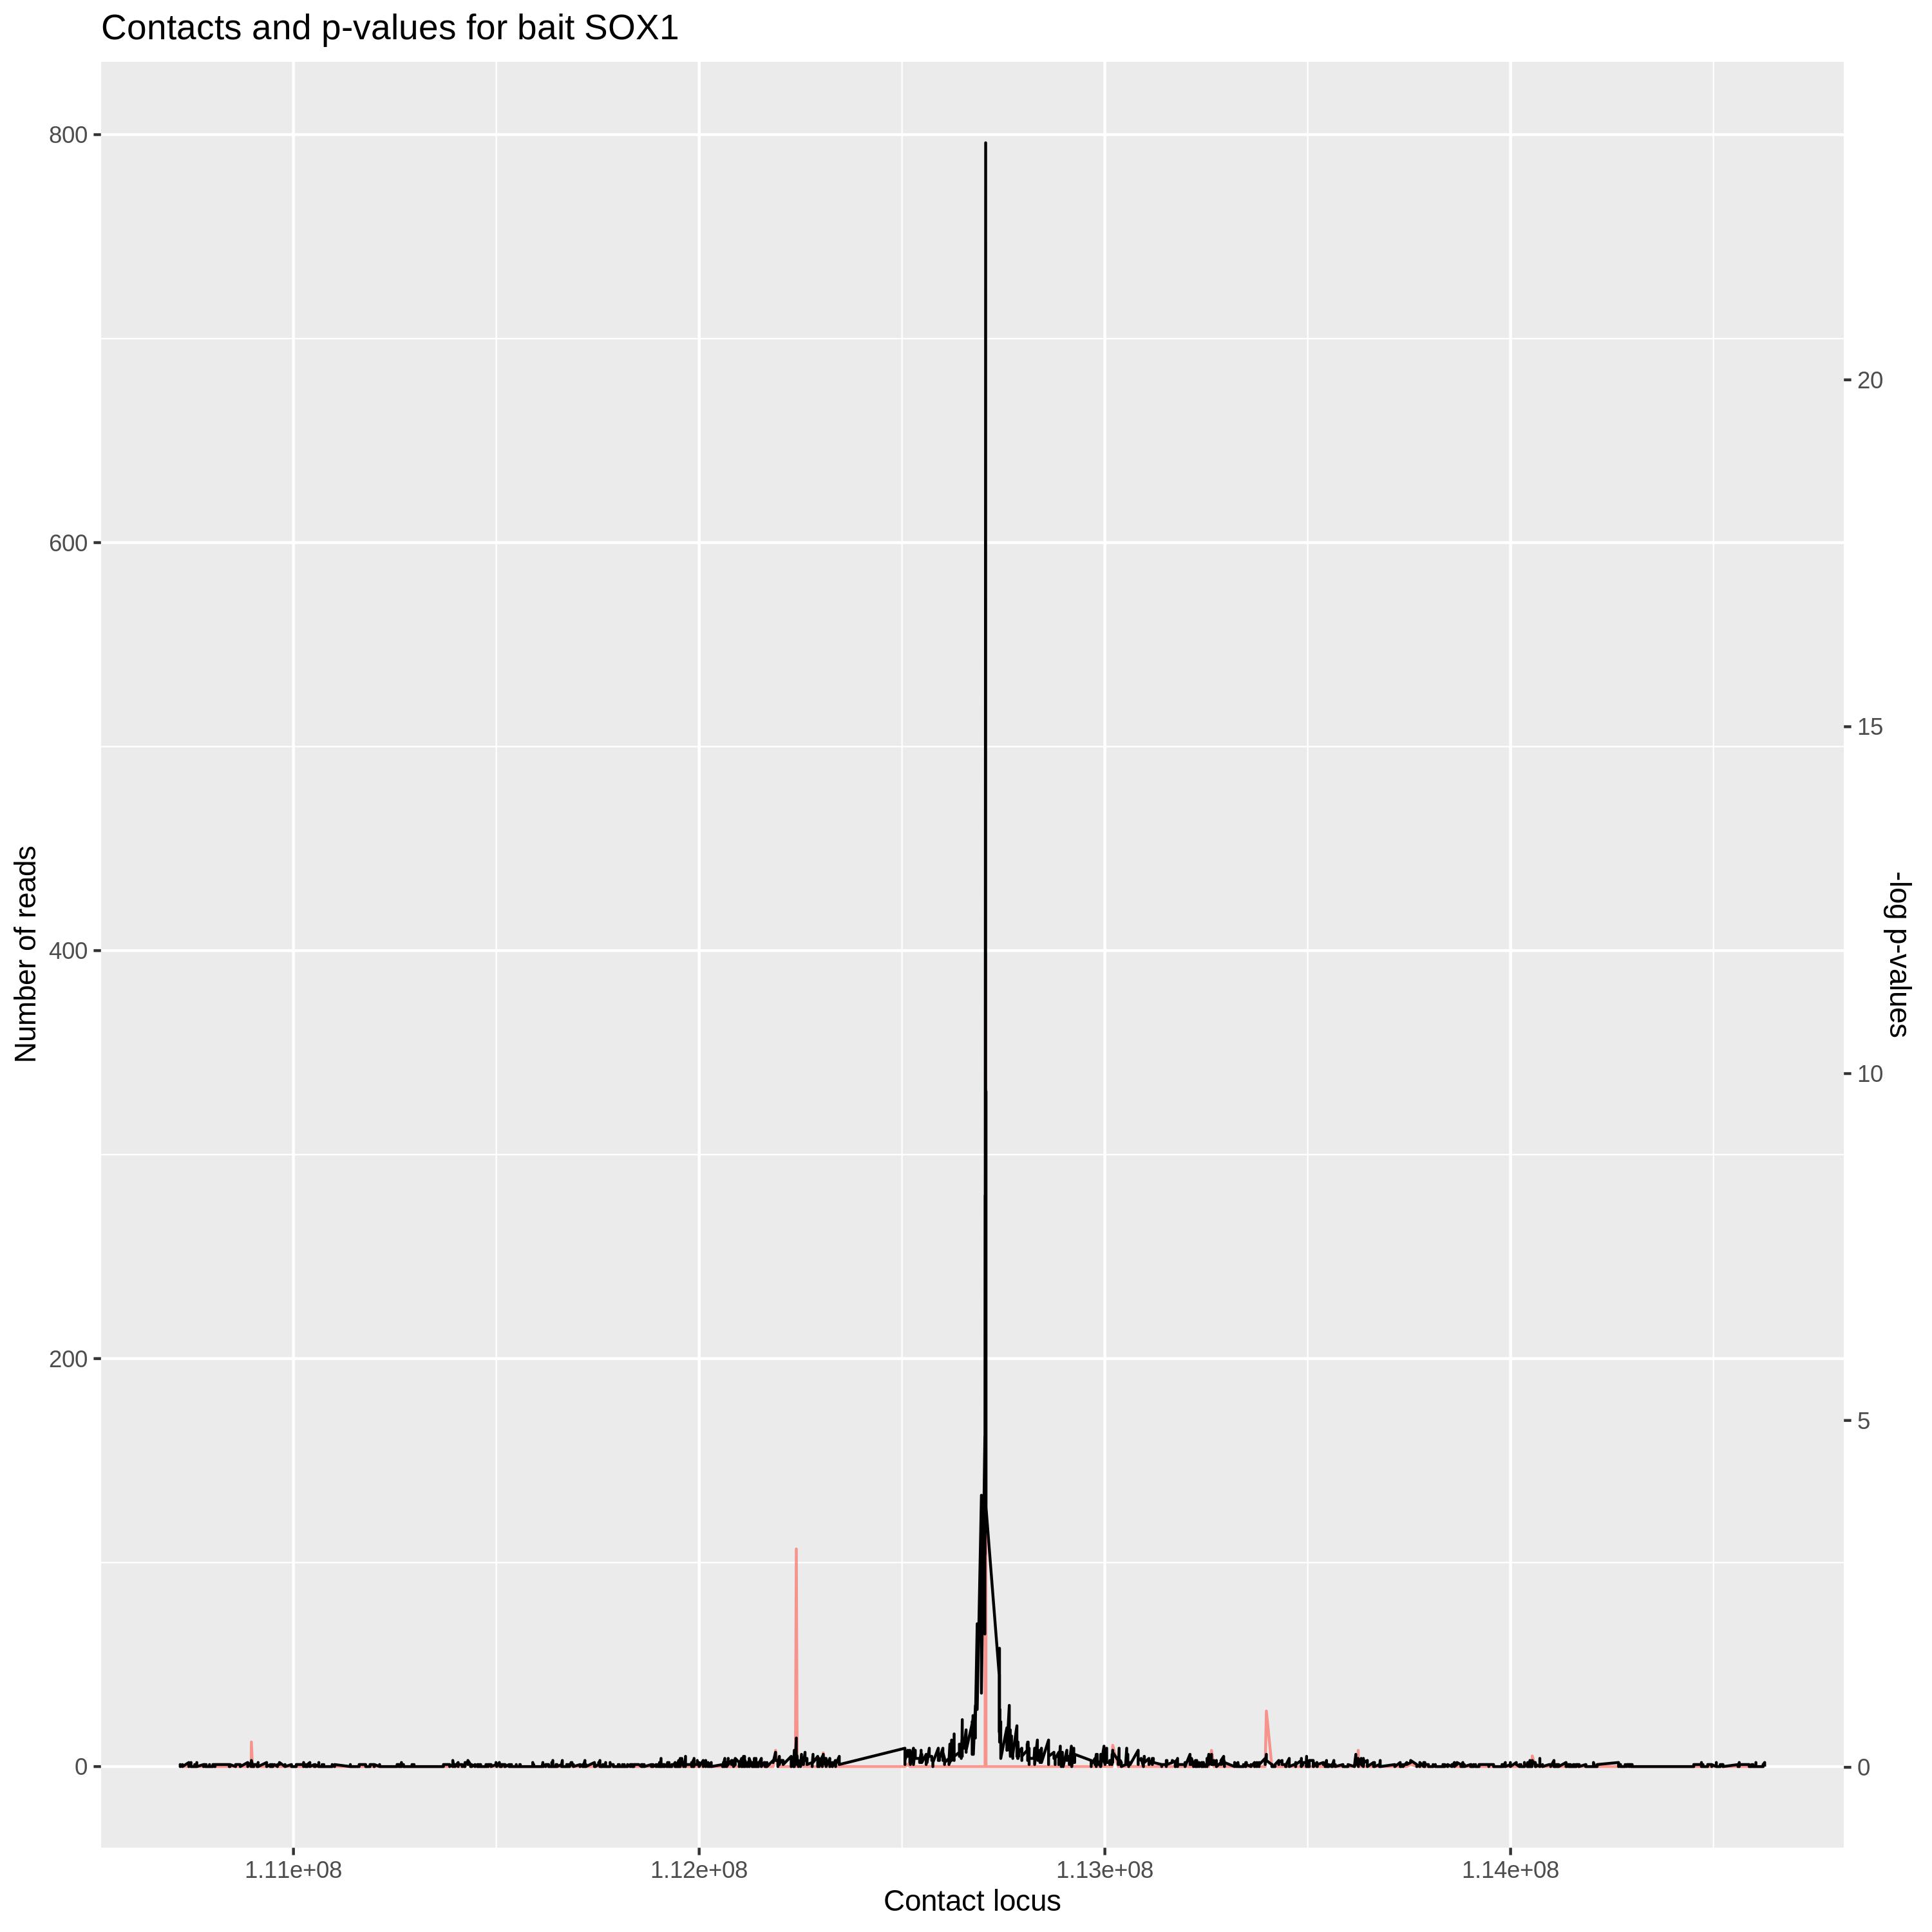 Contacts and p-values for bait SOX1
800
600
400
200
0
Number of reads
20
15
10
5
0
-log p-values
1.11e+08
1.12e+08
1.13e+08
1.14e+08
Contact locus